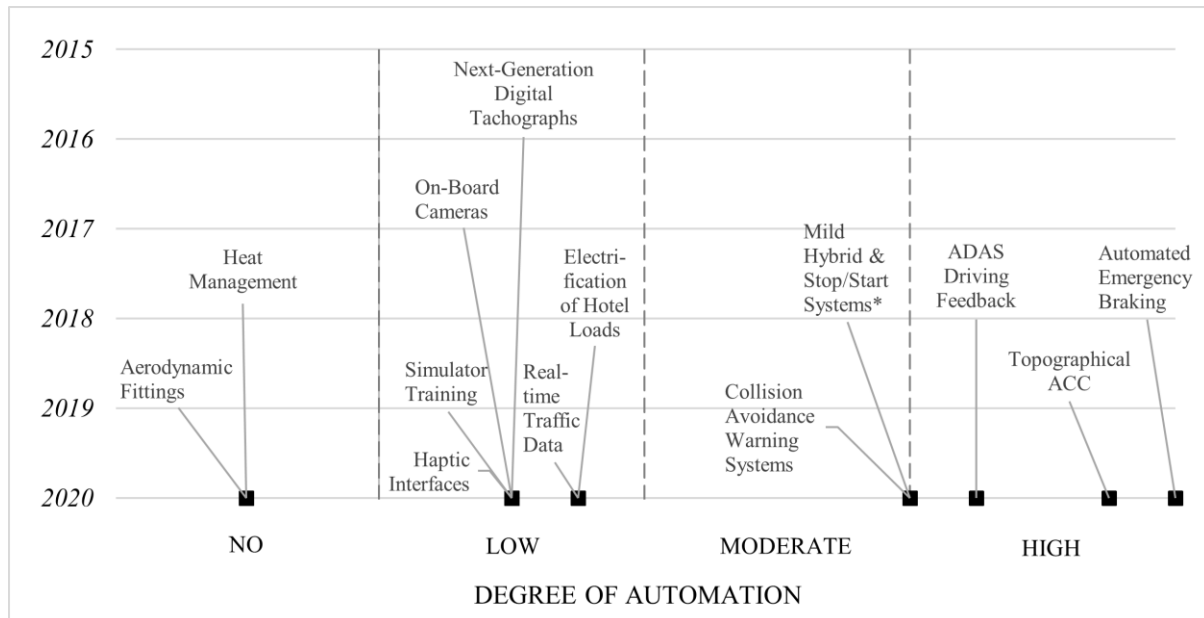 2015
2016
2017
2018
2019
2020
Heat
Management
Aerodynamic
Fittings
Next-Generation
Digital
Tachographs
On-Board
Cameras
Simulator
Training
Haptic
Interfaces
Electri-
fication
of Hotel
Loads
Real-
time
Traffic
Data
Mild
Hybrid &
Stop/Start
Systems*
Collision
Avoidance
Warning
Systems
ADAS
Driving
Feedback
Topographical
ACC
Automated
Emergency
Braking
NO
LOW
MODERATE
HIGH
DEGREE OF AUTOMATION